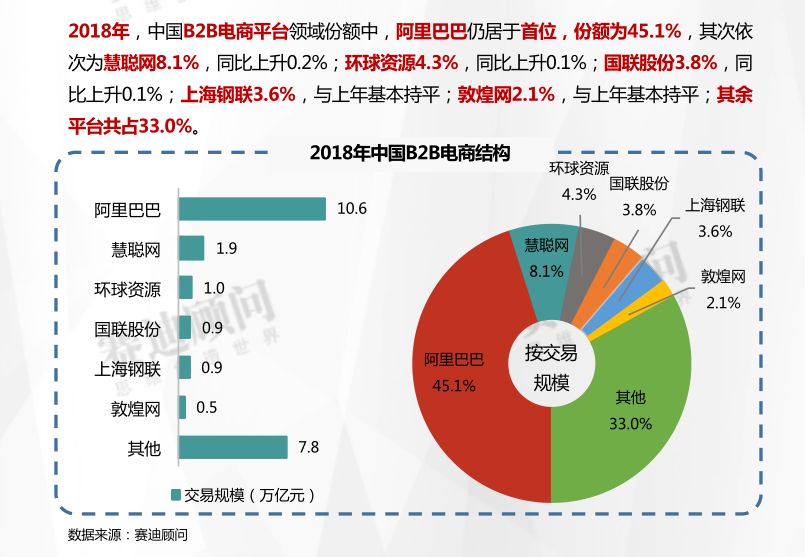 2018年，中国B2B电商平台领域份额中，阿里巴巴仍居于首位，份额为45.1%，其次依
次为慧聪网8.1%，同比上升0.2%；环球资源4.3%，同比上升0.1%；国联股份3.8%，同
比上升0.1%；上海钢联3.6%，与上年基本持平；敦煌网2.1%，与上年基本持平；其余
平台共占33.0%。
2018年中国B2B电商结构
阿里巴巴 10.6
慧聪网 1.9
环球资源 1.0
国联股份 0.9
上海钢联 0.9
敦煌网 0.5
其他 7.8
交易规模（万亿元）
环球资源
4.3%
国联股份
3.8%
上海钢联
3.6%
敦煌网
2.1%
慧聪网
8.1%
阿里巴巴
45.1%
按交易
规模
其他
33.0%
赛迪顾问
数据来源：赛迪顾问